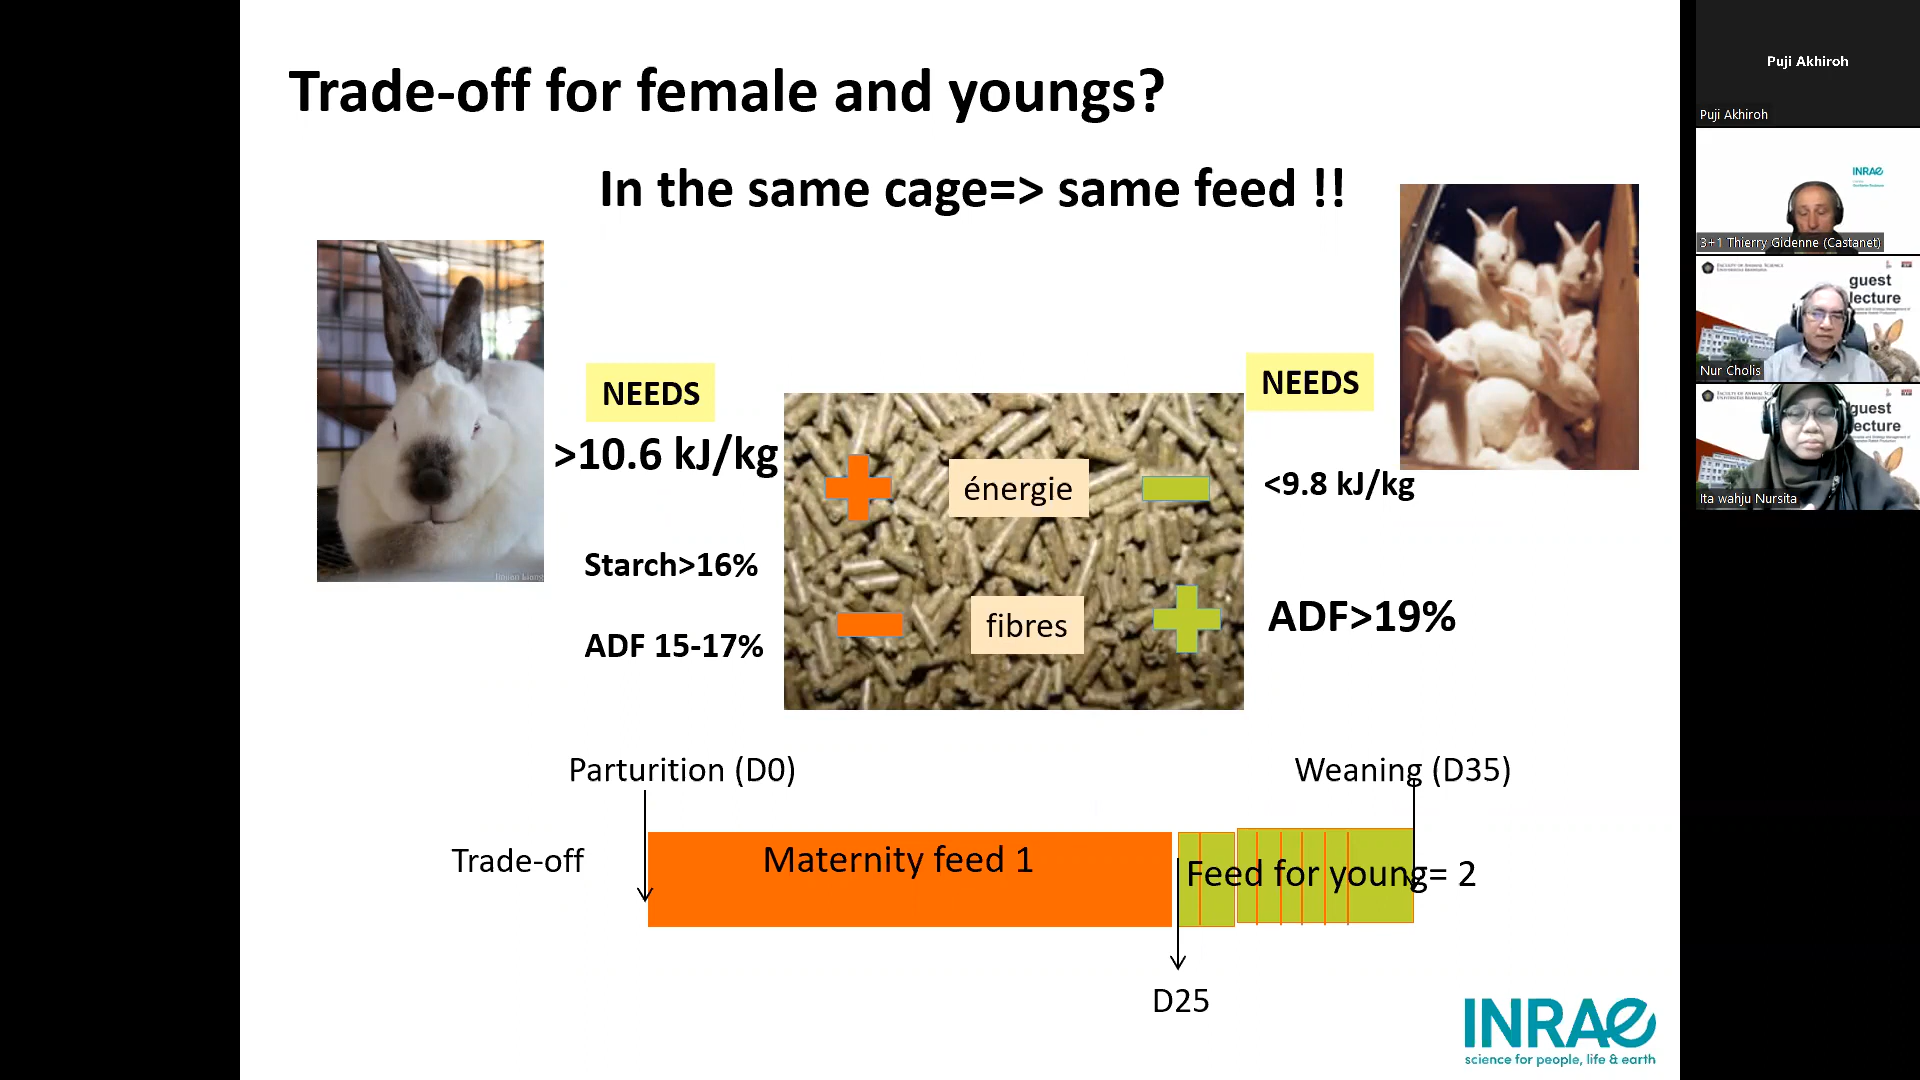 Trade-off for female and youngs?
In the same cage=> same feed !!
NEEDS
>10.6 kJ/kg
Starch>16%
ADF 15-17%
énergie
fibres
NEEDS
<9.8 kJ/kg
ADF>19%
Parturition (D0)
Weaning (D35)
Trade-off
Maternity feed 1
Feed for young= 2
D25
INRAE
science for people, life & earth
Puji Akhiroh
Puji Akhiroh
INRAE
3+1 Thierry Gidenne (Castanet)
guest
lecture
Nur Cholis
guest
lecture
Ita wahju Nursita